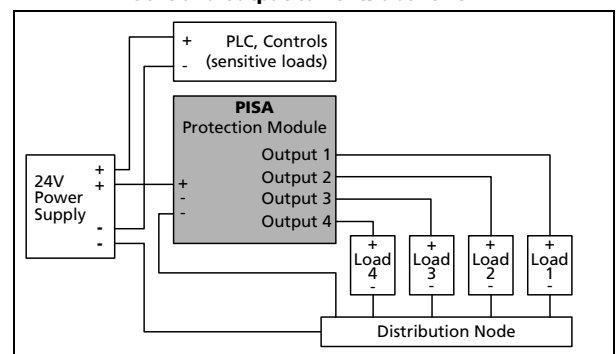 + PLC, Controls
- (sensitive loads)
PISA
Protection Module
Output 1
Output 2
Output 3
Output 4
+
-
-
24V
Power
Supply
+
+
-
-
+
Load
4
-
+
Load
3
-
+
Load
2
-
+
Load
1
-
Distribution Node